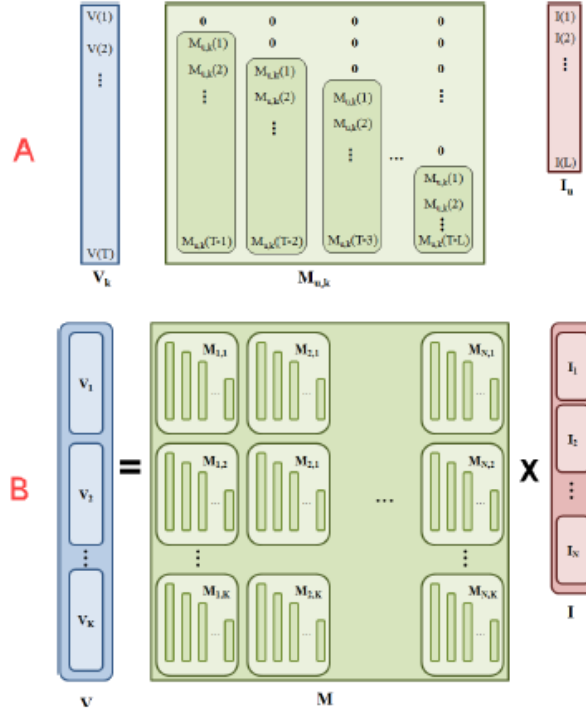 V(1) 0 0 0 0 I(1)
M_{u,k}(1) 0 0 0 I(2)
V(2) M_{u,k}(2) M_{u,k}(1) 0 0
⋮ ⋮ M_{u,k}(2) M_{u,k}(1) ⋮ ⋮
A ⋮ M_{u,k}(2) 0
⋮ ... M_{u,k}(1) I(L)
M_{u,k}(2) I_u
⋮
V(T) M_{u,k}(T-1) M_{u,k}(T-2) M_{u,k}(T-3) M_{u,k}(T-L)
V_k M_{u,k}
M_{1,1} M_{2,1} M_{N,1}
V_1 ... ... ... I_1
= X
M_{1,2} M_{2,1} M_{N,2} I_2
B V_2 ... ... ... ... ⋮
⋮ ⋮ ⋮ I_N
M_{1,K} M_{2,K} M_{N,K}
V_K ... ... ... I
V M